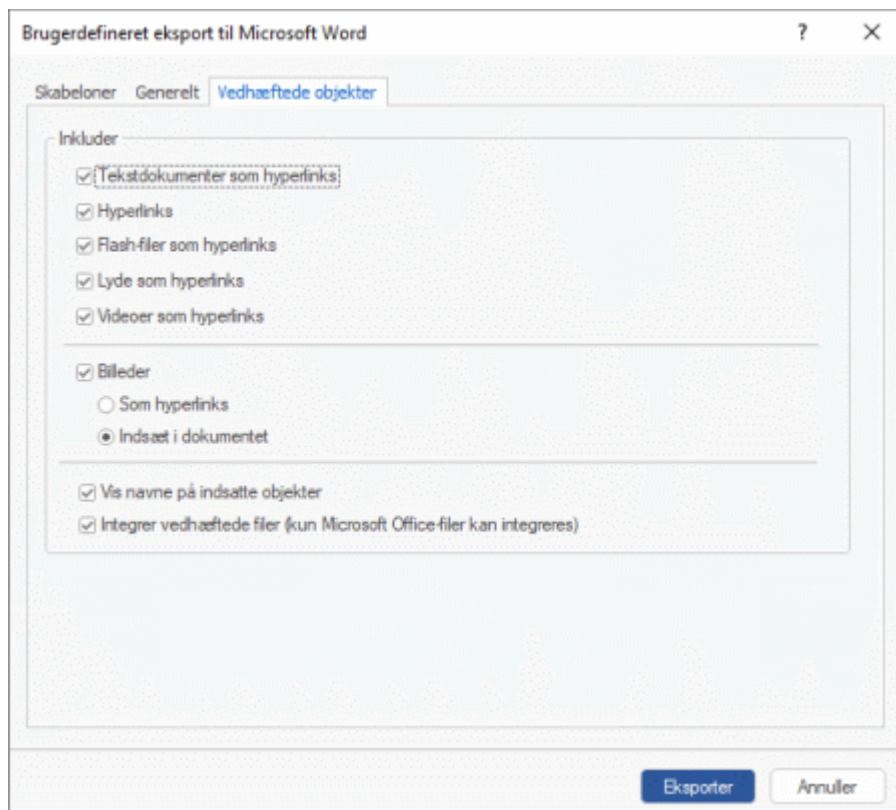 Brugerdefineret eksport til Microsoft Word ?
Skabeloner Generelt Vedhæftede objekter
Inkluder
Tekstdokumenter som hyperlinks
Hyperlinks
Flash-filer som hyperlinks
Lyde som hyperlinks
Videoer som hyperlinks
Billeder
Som hyperlinks
Indsæt i dokumentet
Vis navne på indsatte objekter
Integrer vedhæftede filer (kun Microsoft Office-filer kan integreres)
Eksporter Annuller